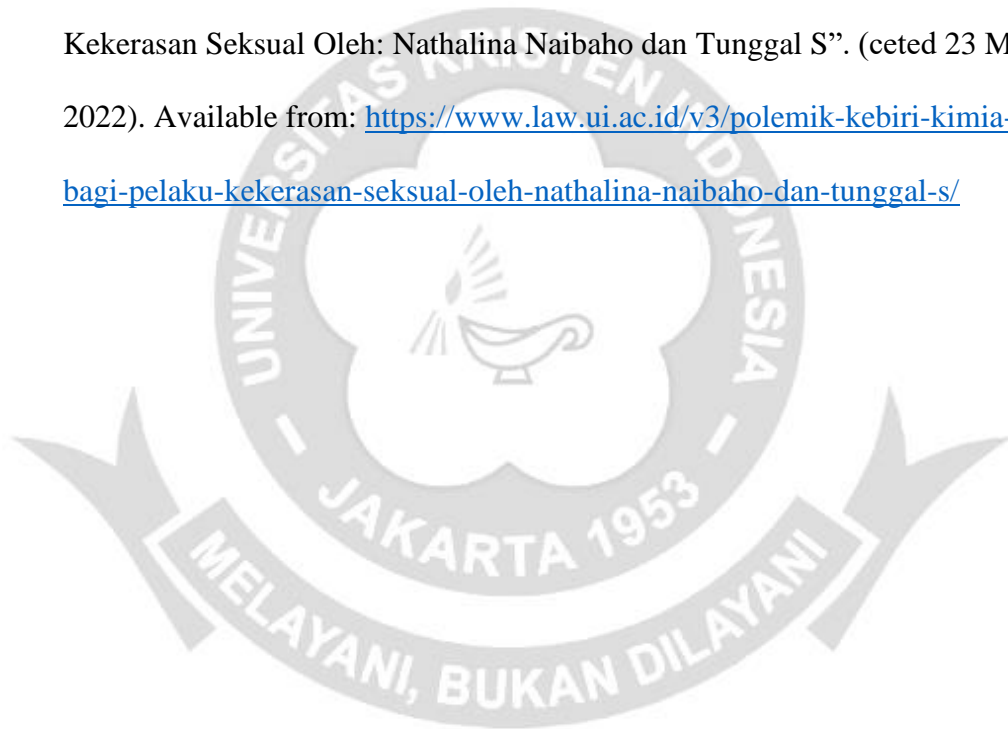 Kekerasan Seksual Oleh: Nathalina Naibaho dan Tunggal S”. (ceted 23 M
2022). Available from: https://www.law.ui.ac.id/v3/polemik-kebiri-kimia-
bagi-pelaku-kekerasan-seksual-oleh-nathalina-naibaho-dan-tunggal-s/
UNIVERSITAS KRISTEN INDONESIA
JAKARTA 1953
MELAYANI, BUKAN DILAYANI